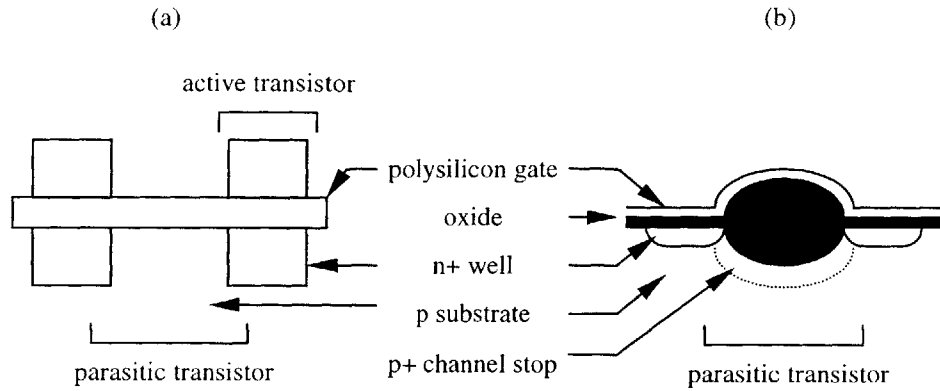 (a)
(b)
active transistor
polysilicon gate
oxide
n+ well
p substrate
p+ channel stop
parasitic transistor
parasitic transistor